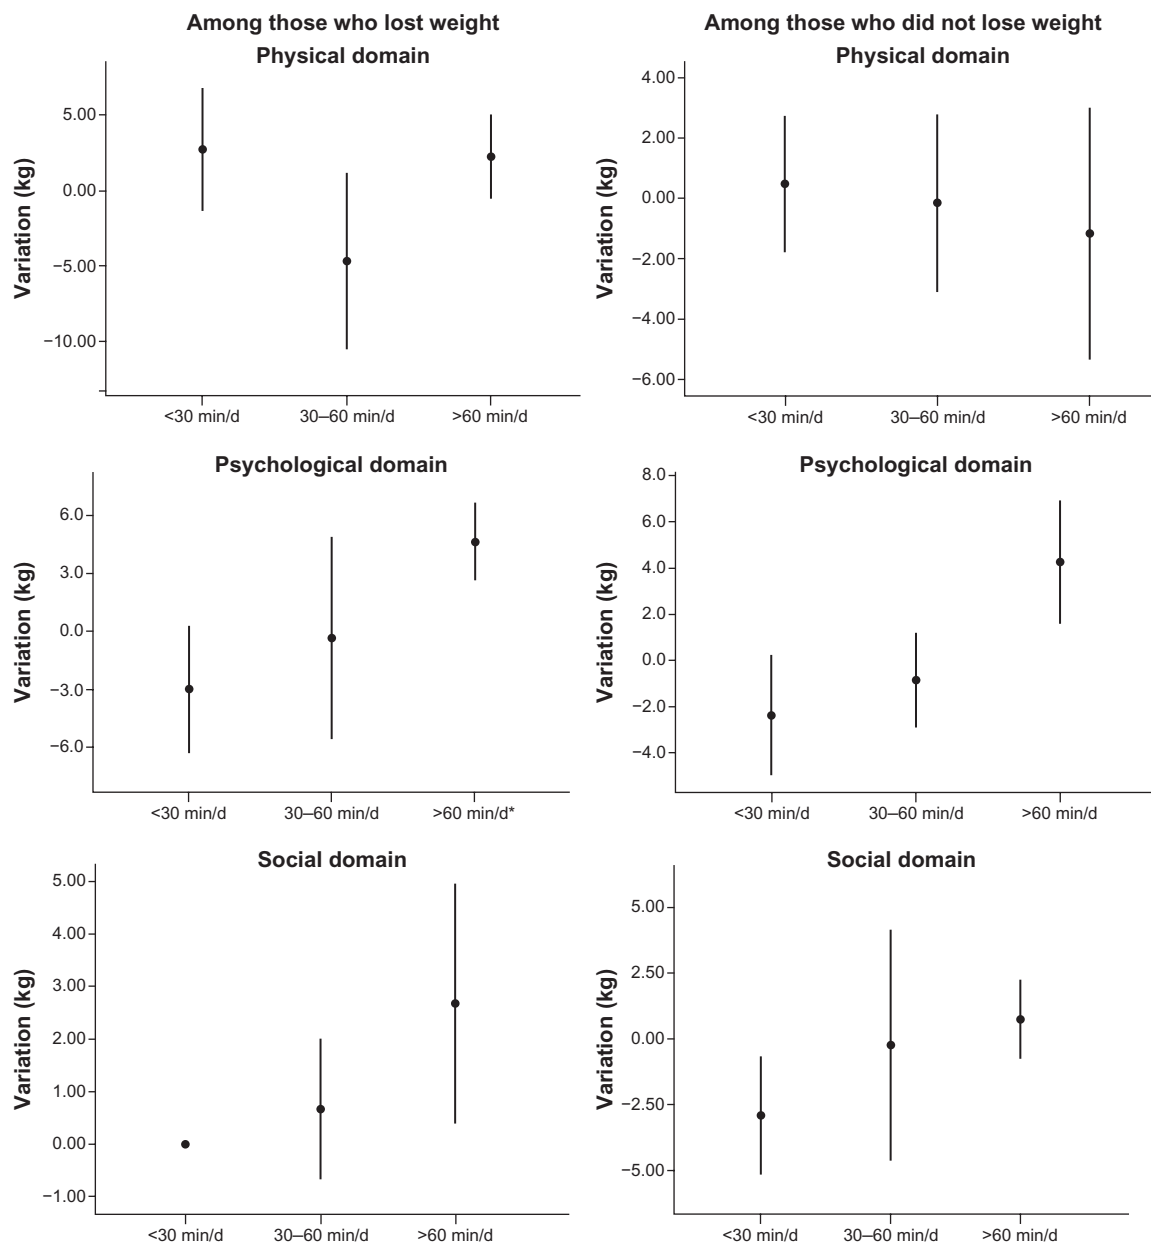 Among those who lost weight
Physical domain
Variation (kg)
5.00
0.00
−5.00
−10.00
<30 min/d
30–60 min/d
>60 min/d
Among those who did not lose weight
Physical domain
Variation (kg)
4.00
2.00
0.00
−2.00
−4.00
−6.00
<30 min/d
30–60 min/d
>60 min/d
Psychological domain
Variation (kg)
6.0
3.0
0.0
−3.0
−6.0
<30 min/d
30–60 min/d
>60 min/d*
Psychological domain
Variation (kg)
8.0
6.0
4.0
2.0
0.0
−2.0
−4.0
<30 min/d
30–60 min/d
>60 min/d
Social domain
Variation (kg)
5.00
4.00
3.00
2.00
1.00
0.00
−1.00
<30 min/d
30–60 min/d
>60 min/d
Social domain
Variation (kg)
5.00
2.50
0.00
−2.50
−5.00
<30 min/d
30–60 min/d
>60 min/d